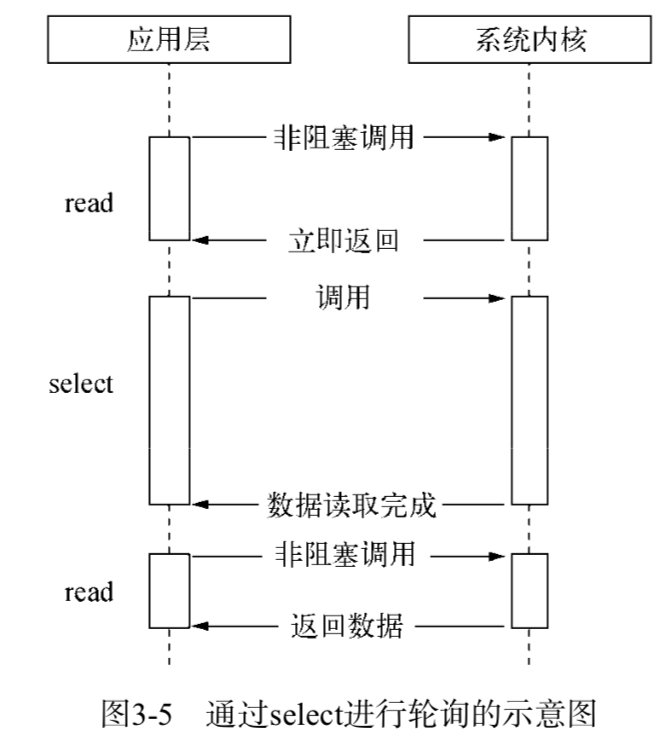 应用层 系统内核
非阻塞调用
read
立即返回
调用
select
数据读取完成
非阻塞调用
read
返回数据
图3-5 通过select进行轮询的示意图